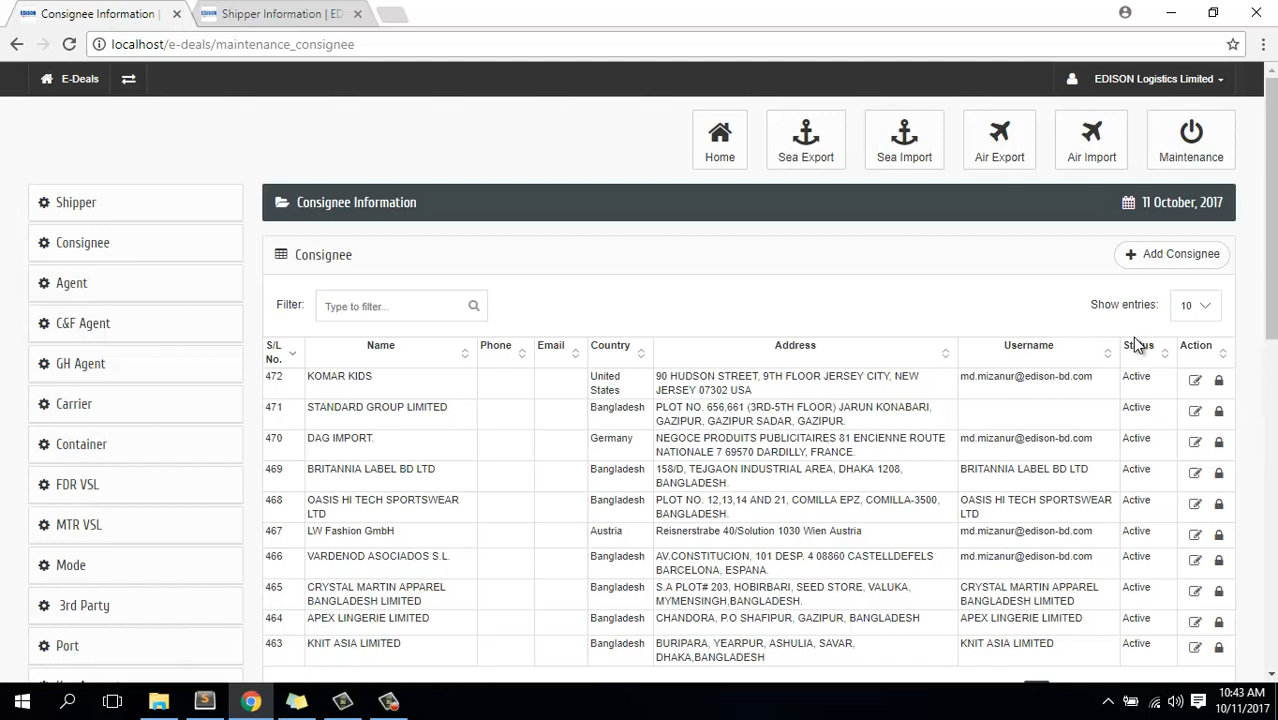 Consignee Information |
Shipper Information | ED
localhost/e-deals/maintenance_consignee
E-Deals
EDISON Logistics Limited
Home
Sea Export
Sea Import
Air Export
Air Import
Maintenance
Shipper
Consignee
Agent
C&F Agent
GH Agent
Carrier
Container
FDR VSL
MTR VSL
Mode
3rd Party
Port
Consignee Information
11 October, 2017
Consignee
Add Consignee
Filter:
Type to filter...
Show entries:
10
S/L
No.
Name
Phone
Email
Country
Address
Username
Status
Action
472
KOMAR KIDS
United
States
90 HUDSON STREET, 9TH FLOOR JERSEY CITY, NEW
JERSEY 07302 USA
md.mizanur@edison-bd.com
Active
471
STANDARD GROUP LIMITED
Bangladesh
PLOT NO. 656,661 (3RD-5TH FLOOR) JARUN KONABARI,
GAZIPUR, GAZIPUR SADAR, GAZIPUR.
Active
470
DAG IMPORT.
Germany
NEGOCE PRODUITS PUBLICITAIRES 81 ENCIENNE ROUTE
NATIONALE 7 69570 DARDILLY, FRANCE.
md.mizanur@edison-bd.com
Active
469
BRITANNIA LABEL BD LTD
Bangladesh
158/D, TEJGAON INDUSTRIAL AREA, DHAKA 1208,
BANGLADESH.
BRITANNIA LABEL BD LTD
Active
468
OASIS HI TECH SPORTSWEAR
LTD
Bangladesh
PLOT NO. 12,13,14 AND 21, COMILLA EPZ, COMILLA-3500,
BANGLADESH.
OASIS HI TECH SPORTSWEAR
LTD
Active
467
LW Fashion GmbH
Austria
Reisnerstrabe 40/Solution 1030 Wien Austria
md.mizanur@edison-bd.com
Active
466
VARDENOD ASOCIADOS S.L.
Bangladesh
AV.CONSTITUCION, 101 DESP. 4 08860 CASTELLDEFELS
BARCELONA, ESPANA.
md.mizanur@edison-bd.com
Active
465
CRYSTAL MARTIN APPAREL
BANGLADESH LIMITED
Bangladesh
S.A PLOT# 203, HOBIRBARI, SEED STORE, VALUKA,
MYMENSINGH,BANGLADESH.
CRYSTAL MARTIN APPAREL
BANGLADESH LIMITED
Active
464
APEX LINGERIE LIMITED
Bangladesh
CHANDORA, P.O SHAFIPUR, GAZIPUR, BANGLADESH
APEX LINGERIE LIMITED
Active
463
KNIT ASIA LIMITED
Bangladesh
BURIPARA, YEARPUR, ASHULIA, SAVAR,
DHAKA,BANGLADESH
KNIT ASIA LIMITED
Active
10:43 AM
10/11/2017